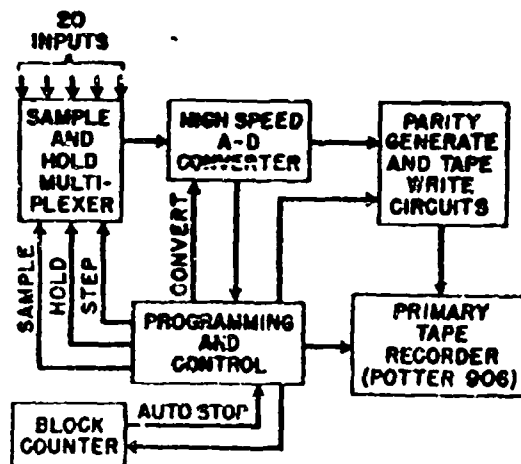 20
INPUTS
SAMPLE
AND
HOLD
MULTI-
PLEXER
HIGH SPEED
A-D
CONVERTER
PARITY
GENERATE
AND TAPE
WRITE
CIRCUITS
SAMPLE
HOLD
STEP
CONVERT
PROGRAMMING
AND
CONTROL
PRIMARY
TAPE
RECORDER
(POTTER 906)
AUTO STOP
BLOCK
COUNTER